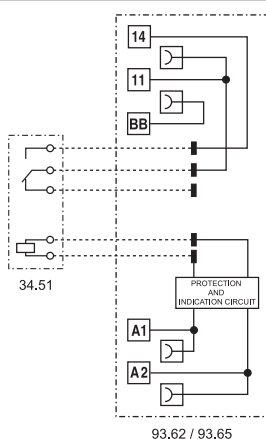 14
11
BB
34.51
PROTECTION
AND
INDICATION CIRCUIT
A1
A2
93.62 / 93.65